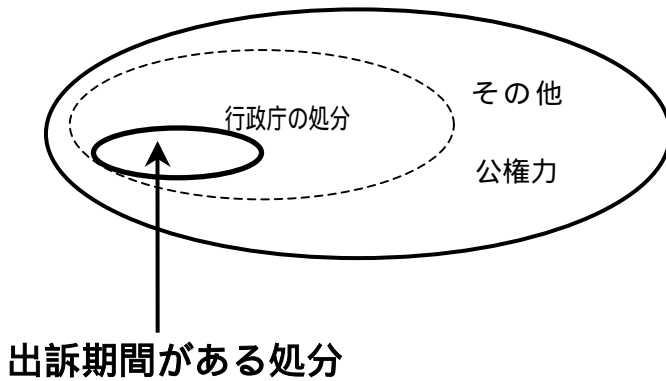 その他
行政庁の処分
公権力
出訴期間がある処分